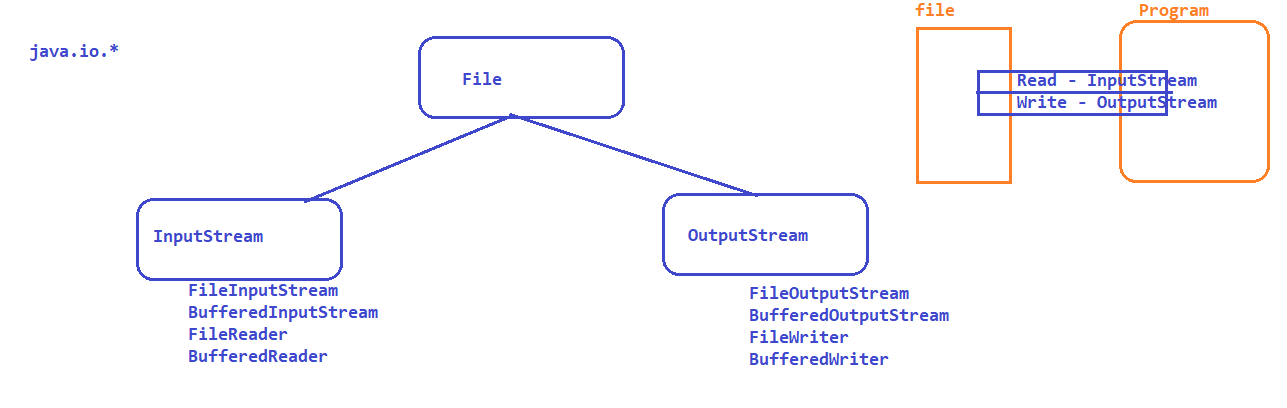 file
Program
java.io.*
File
Read - InputStream
Write - OutputStream
InputStream
OutputStream
FileInputStream
BufferedInputStream
FileReader
BufferedReader
FileOutputStream
BufferedOutputStream
FileWriter
BufferedWriter